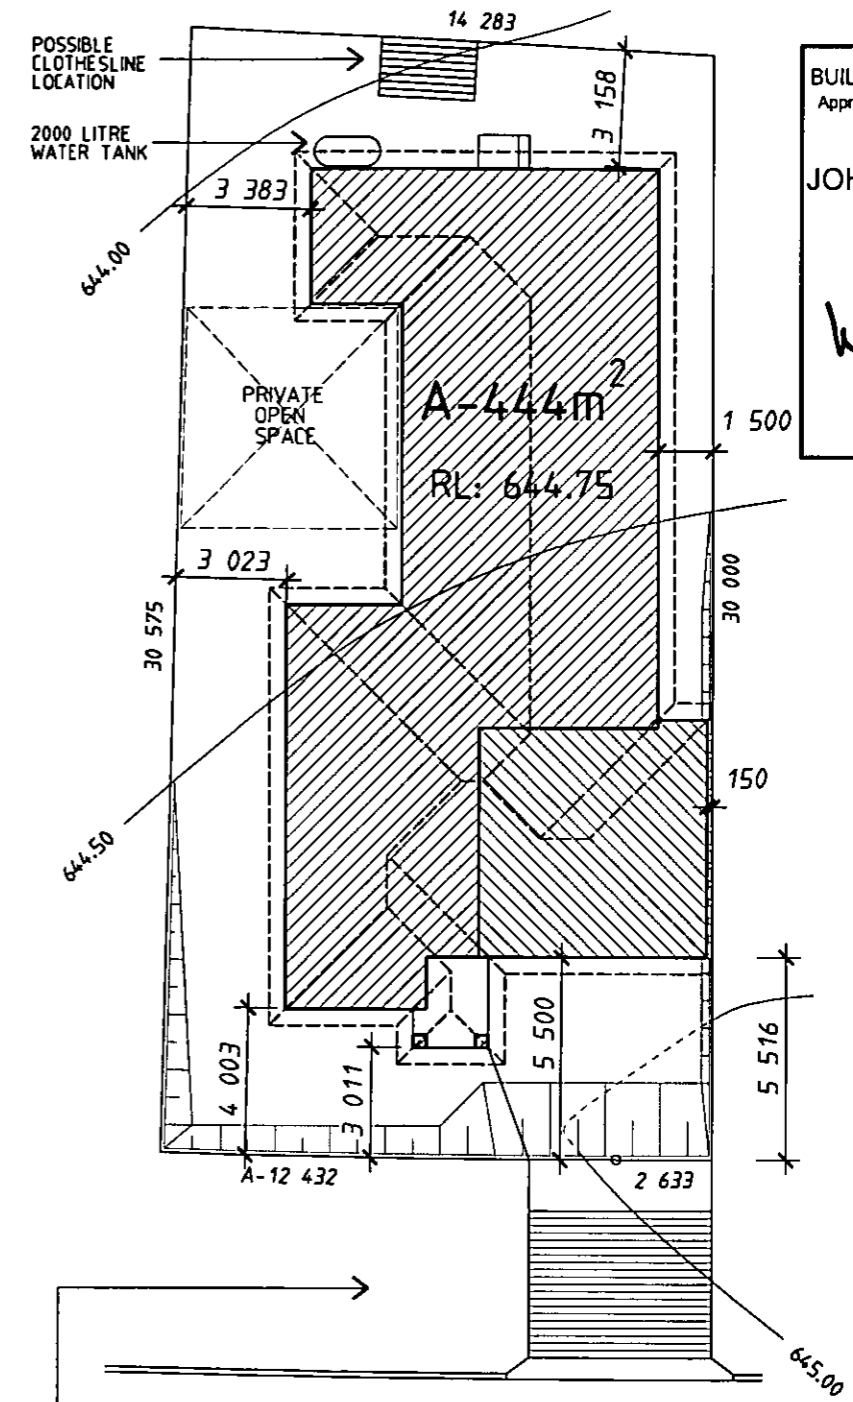 14 283
POSSIBLE
CLOTHESLINE
LOCATION
BUIL
Appr
3 158
2000 LITRE
WATER TANK
JOH
3 383
644.00
PRIVATE
OPEN
SPACE
A-444m²
1 500
RL: 644.75
3 023
30 000
30 575
150
644.50
4 003
3 011
5 500
5 516
A-12 432
2 633
645.00